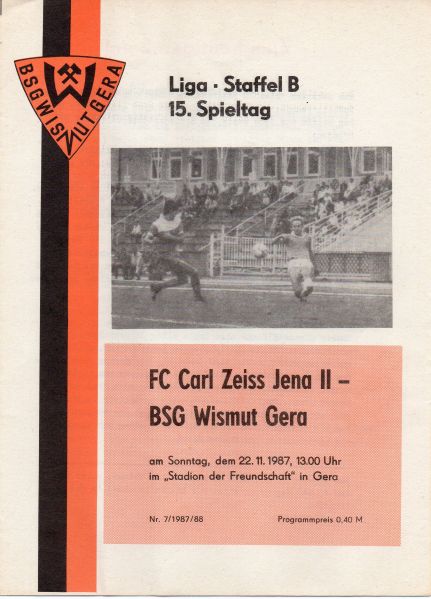 BSG WISMUT GERA
W
Liga · Staffel B
15. Spieltag
FC Carl Zeiss Jena II –
BSG Wismut Gera
am Sonntag, dem 22.11.1987, 13.00 Uhr
im „Stadion der Freundschaft" in Gera
Nr. 7/1987/88 Programmpreis 0,40 M